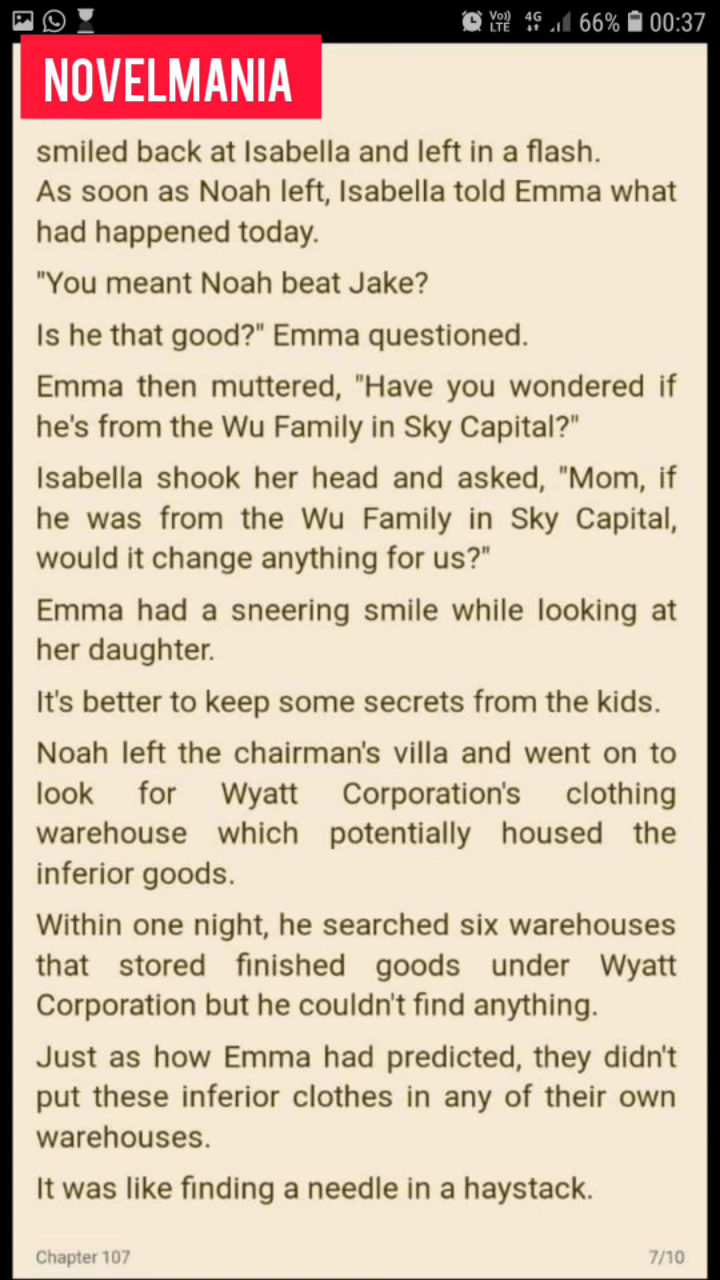 Vo)) 4G 66% 00:37
LTE
NOVELMANIA
smiled back at Isabella and left in a flash.
As soon as Noah left, Isabella told Emma what
had happened today.
"You meant Noah beat Jake?
Is he that good?" Emma questioned.
Emma then muttered, "Have you wondered if
he's from the Wu Family in Sky Capital?"
Isabella shook her head and asked, "Mom, if
he was from the Wu Family in Sky Capital,
would it change anything for us?"
Emma had a sneering smile while looking at
her daughter.
It's better to keep some secrets from the kids.
Noah left the chairman's villa and went on to
look for Wyatt Corporation's clothing
warehouse which potentially housed the
inferior goods.
Within one night, he searched six warehouses
that stored finished goods under Wyatt
Corporation but he couldn't find anything.
Just as how Emma had predicted, they didn't
put these inferior clothes in any of their own
warehouses.
It was like finding a needle in a haystack.
Chapter 107 7/10